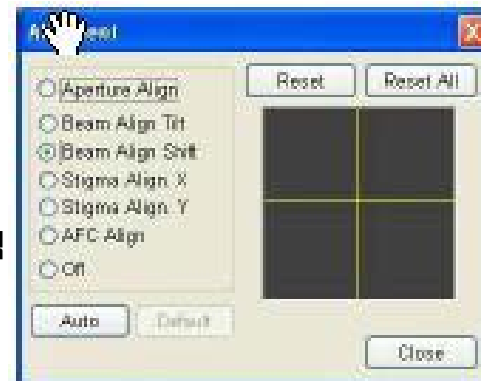 Reset Reset All
Aperture Align
Beam Align Tilt
Beam Align Shift
Stigma Align X
Stigma Align Y
AFC Align
Off
Auto Default
Close